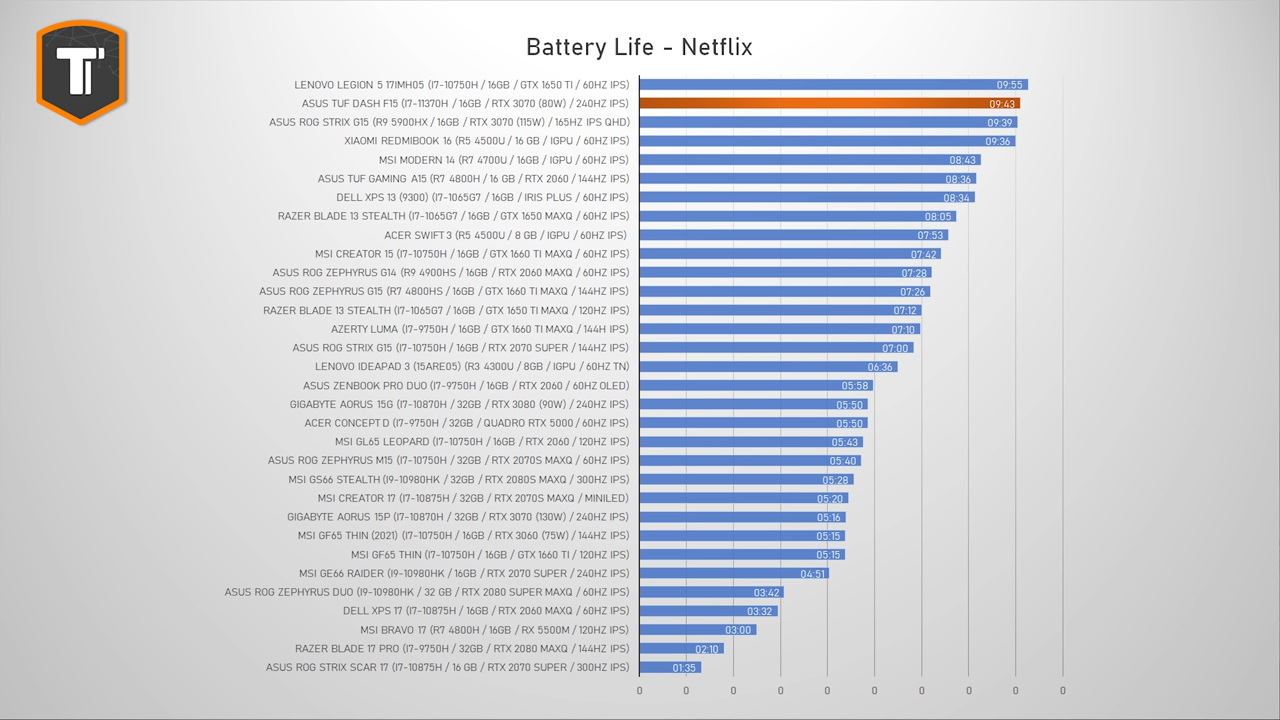 T
Battery Life - Netflix
LENOVO LEGION 5 17IMH05 (I7-10750H / 16GB / GTX 1650 TI / 60HZ IPS) 09:55
ASUS TUF DASH F15 (I7-11370H / 16GB / RTX 3070 (80W) / 240HZ IPS) 09:43
ASUS ROG STRIX G15 (R9 5900HX / 16GB / RTX 3070 (115W) / 165HZ IPS QHD) 09:39
XIAOMI REDMIBOOK 16 (R5 4500U / 16 GB / IGPU / 60HZ IPS) 09:36
MSI MODERN 14 (R7 4700U / 16GB / IGPU / 60HZ IPS) 08:43
ASUS TUF GAMING A15 (R7 4800H / 16 GB / RTX 2060 / 144HZ IPS) 08:36
DELL XPS 13 (9300) (I7-1065G7 / 16GB / IRIS PLUS / 60HZ IPS) 08:34
RAZER BLADE 13 STEALTH (I7-1065G7 / 16GB / GTX 1650 MAXQ / 60HZ IPS) 08:05
ACER SWIFT 3 (R5 4500U / 8 GB / IGPU / 60HZ IPS) 07:53
MSI CREATOR 15 (I7-10750H / 16GB / GTX 1660 TI MAXQ / 60HZ IPS) 07:42
ASUS ROG ZEPHYRUS G14 (R9 4900HS / 16GB / RTX 2060 MAXQ / 60HZ IPS) 07:28
ASUS ROG ZEPHYRUS G15 (R7 4800HS / 16GB / GTX 1660 TI MAXQ / 144HZ IPS) 07:26
RAZER BLADE 13 STEALTH (I7-1065G7 / 16GB / GTX 1650 TI MAXQ / 120HZ IPS) 07:12
AZERTY LUMA (I7-9750H / 16GB / GTX 1660 TI MAXQ / 144H IPS) 07:10
ASUS ROG STRIX G15 (I7-10750H / 16GB / RTX 2070 SUPER / 144HZ IPS) 07:00
LENOVO IDEAPAD 3 (15ARE05) (R3 4300U / 8GB / IGPU / 60HZ TN) 06:36
ASUS ZENBOOK PRO DUO (I7-9750H / 16GB / RTX 2060 / 60HZ OLED) 05:58
GIGABYTE AORUS 15G (I7-10870H / 32GB / RTX 3080 (90W) / 240HZ IPS) 05:50
ACER CONCEPT D (I7-9750H / 32GB / QUADRO RTX 5000 / 60HZ IPS) 05:50
MSI GL65 LEOPARD (I7-10750H / 16GB / RTX 2060 / 120HZ IPS) 05:43
ASUS ROG ZEPHYRUS M15 (I7-10750H / 32GB / RTX 2070S MAXQ / 60HZ IPS) 05:40
MSI GS66 STEALTH (I9-10980HK / 32GB / RTX 2080S MAXQ / 300HZ IPS) 05:28
MSI CREATOR 17 (I7-10875H / 32GB / RTX 2070S MAXQ / MINILED) 05:20
GIGABYTE AORUS 15P (I7-10870H / 32GB / RTX 3070 (130W) / 240HZ IPS) 05:16
MSI GF65 THIN (2021) (I7-10750H / 16GB / RTX 3060 (75W) / 144HZ IPS) 05:15
MSI GF65 THIN (I7-10750H / 16GB / GTX 1660 TI / 120HZ IPS) 05:15
MSI GE66 RAIDER (I9-10980HK / 16GB / RTX 2070 SUPER / 240HZ IPS) 04:51
ASUS ROG ZEPHYRUS DUO (I9-10980HK / 32 GB / RTX 2080 SUPER MAXQ / 60HZ IPS) 03:42
DELL XPS 17 (I7-10875H / 16GB / RTX 2060 MAXQ / 60HZ IPS) 03:32
MSI BRAVO 17 (R7 4800H / 16GB / RX 5500M / 120HZ IPS) 03:00
RAZER BLADE 17 PRO (I7-9750H / 32GB / RTX 2080 MAXQ / 144HZ IPS) 02:10
ASUS ROG STRIX SCAR 17 (I7-10875H / 16 GB / RTX 2070 SUPER / 300HZ IPS) 01:35
0 0 0 0 0 0 0 0 0 0